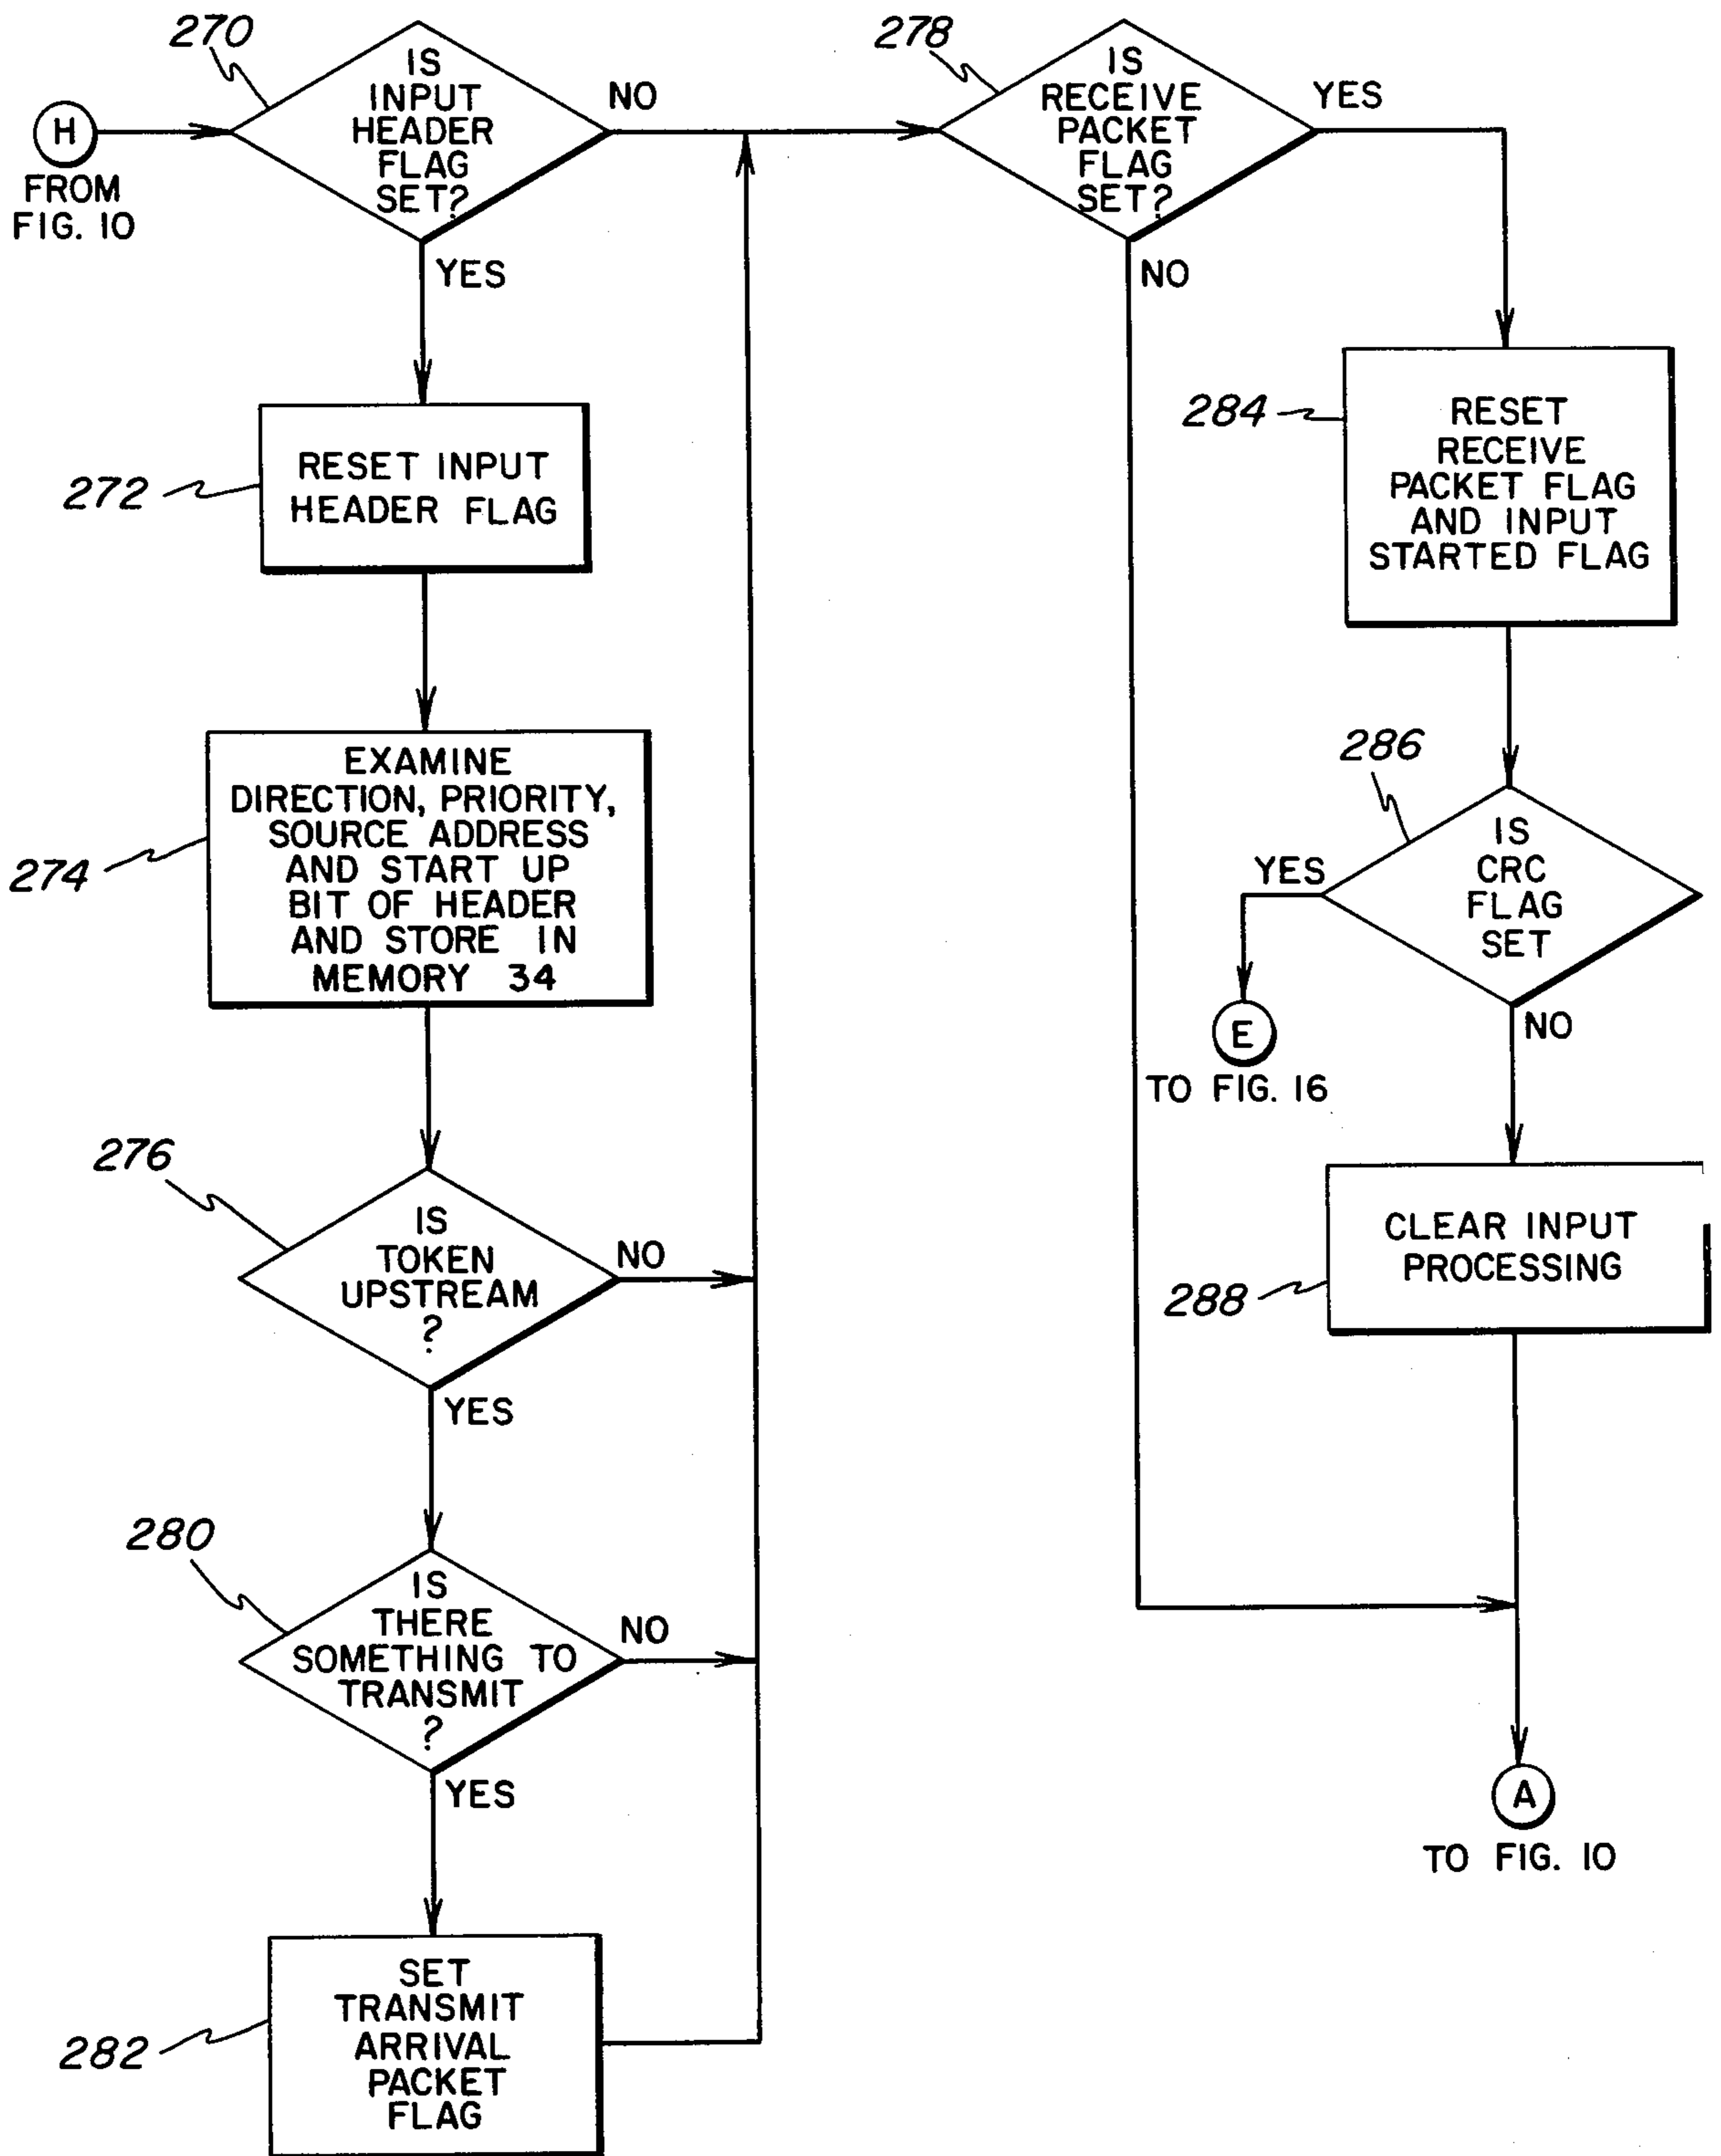 270
IS
INPUT
HEADER
FLAG
SET?
NO
YES
H
FROM
FIG. 10
272
RESET INPUT
HEADER FLAG
274
EXAMINE
DIRECTION, PRIORITY,
SOURCE ADDRESS
AND START UP
BIT OF HEADER
AND STORE IN
MEMORY 34
276
IS
TOKEN
UPSTREAM
?
NO
YES
280
IS
THERE
SOMETHING TO
TRANSMIT
?
NO
YES
282
SET
TRANSMIT
ARRIVAL
PACKET
FLAG
278
IS
RECEIVE
PACKET
FLAG
SET?
YES
NO
284
RESET
RECEIVE
PACKET FLAG
AND INPUT
STARTED FLAG
286
IS
CRC
FLAG
SET
YES
NO
E
TO FIG. 16
288
CLEAR INPUT
PROCESSING
A
TO FIG. 10